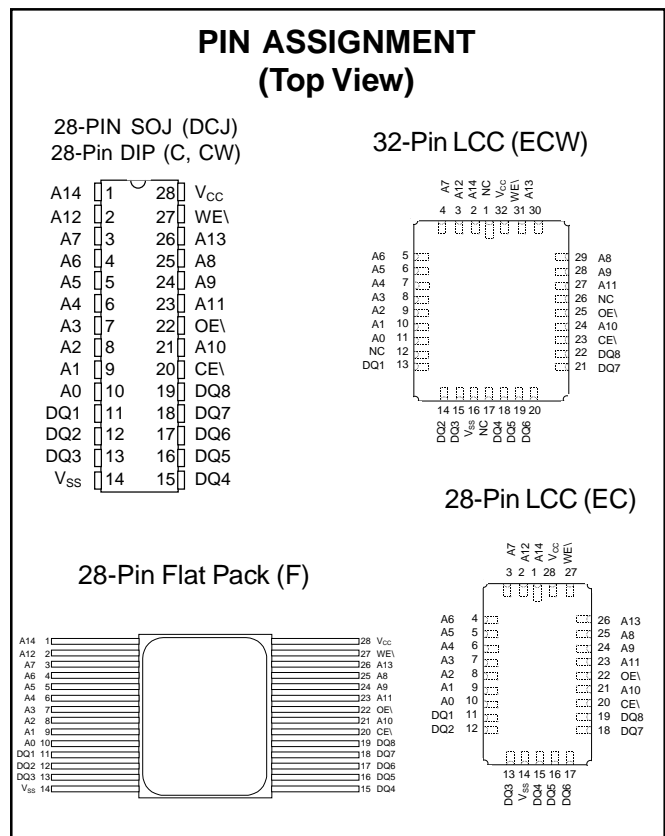 PIN ASSIGNMENT
(Top View)
28-PIN SOJ (DCJ)
28-Pin DIP (C, CW)
A14 1 28 VCC
A12 2 27 WE\
A7 3 26 A13
A6 4 25 A8
A5 5 24 A9
A4 6 23 A11
A3 7 22 OE\
A2 8 21 A10
A1 9 20 CE\
A0 10 19 DQ8
DQ1 11 18 DQ7
DQ2 12 17 DQ6
DQ3 13 16 DQ5
VSS 14 15 DQ4
32-Pin LCC (ECW)
A7 A12 A14 NC VCC WE\ A13
4 3 2 1 32 31 30
A6 5
A5 6
A4 7
A3 8
A2 9
A1 10
A0 11
NC 12
DQ1 13
29 A8
28 A9
27 A11
26 NC
25 OE\
24 A10
23 CE\
22 DQ8
21 DQ7
14 15 16 17 18 19 20
DQ2 DQ3 VSS NC DQ4 DQ5 DQ6
28-Pin Flat Pack (F)
A14 1 28 VCC
A12 2 27 WE\
A7 3 26 A13
A6 4 25 A8
A5 5 24 A9
A4 6 23 A11
A3 7 22 OE\
A2 8 21 A10
A1 9 20 CE\
A0 10 19 DQ8
DQ1 11 18 DQ7
DQ2 12 17 DQ6
DQ3 13 16 DQ5
VSS 14 15 DQ4
28-Pin LCC (EC)
A7 A12 A14 VCC WE\
3 2 1 28 27
A6 4
A5 5
A4 6
A3 7
A2 8
A1 9
A0 10
DQ1 11
DQ2 12
26 A13
25 A8
24 A9
23 A11
22 OE\
21 A10
20 CE\
19 DQ8
18 DQ7
13 14 15 16 17
DQ3 VSS DQ4 DQ5 DQ6